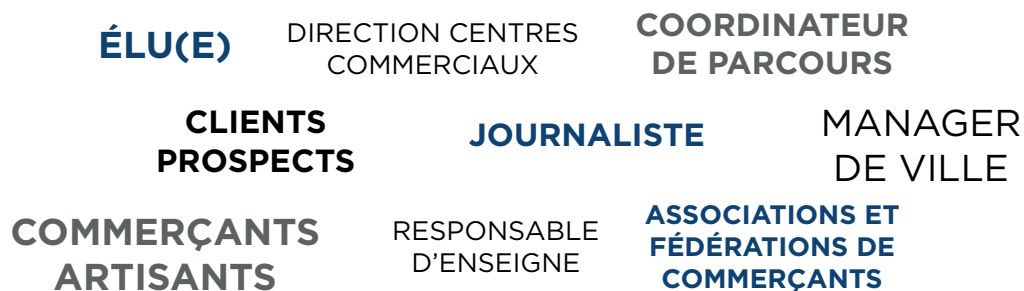 ÉLU(E)
DIRECTION CENTRES
COMMERCIAUX
COORDINATEUR
DE PARCOURS
CLIENTS
PROSPECTS
JOURNALISTE
MANAGER
DE VILLE
COMMERÇANTS
ARTISANTS
RESPONSABLE
D’ENSEIGNE
ASSOCIATIONS ET
FÉDÉRATIONS DE
COMMERÇANTS